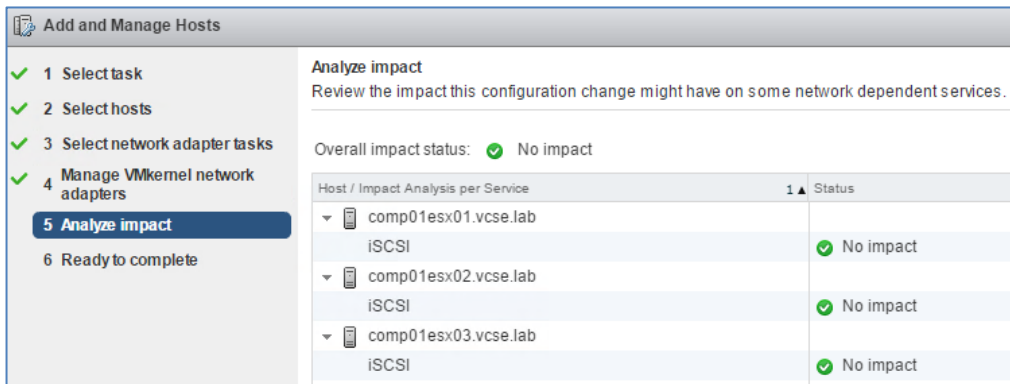 Add and Manage Hosts
1 Select task
2 Select hosts
3 Select network adapter tasks
4 Manage VMkernel network
adapters
5 Analyze impact
6 Ready to complete
Analyze impact
Review the impact this configuration change might have on some network dependent services.
Overall impact status: No impact
Host / Impact Analysis per Service 1 ▲ Status
comp01esx01.vcse.lab
iSCSI No impact
comp01esx02.vcse.lab
iSCSI No impact
comp01esx03.vcse.lab
iSCSI No impact